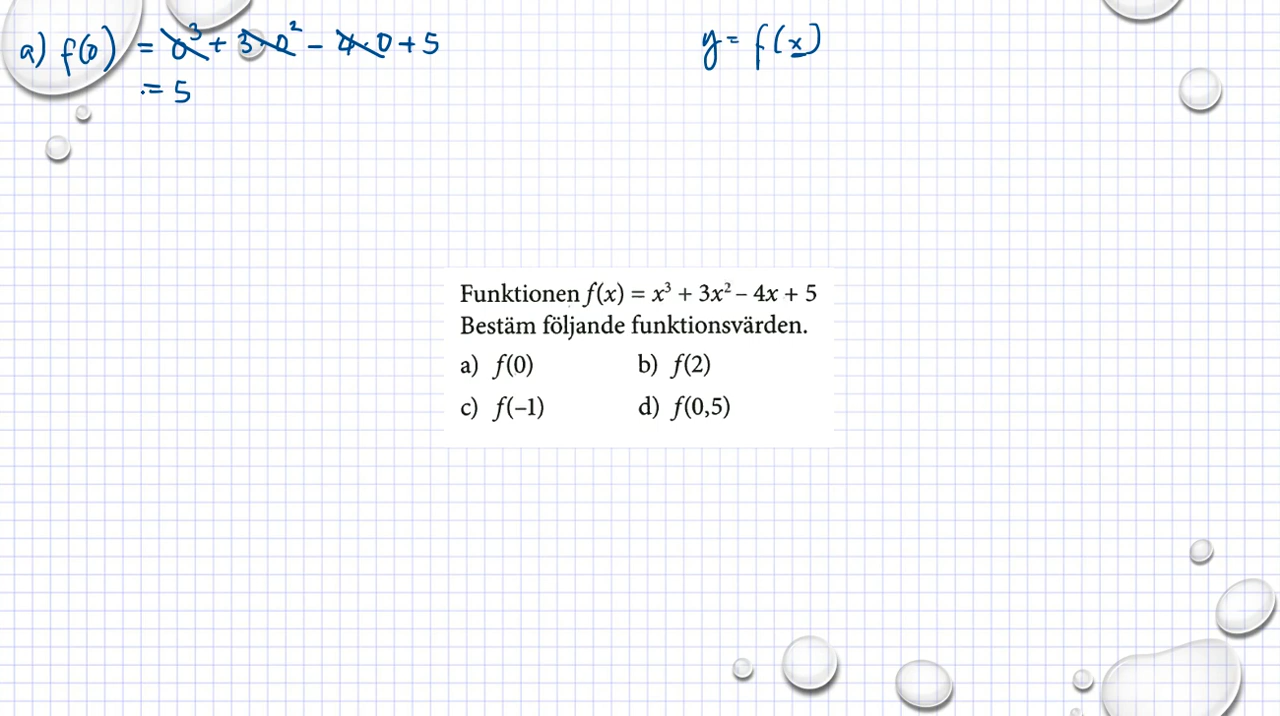 a) f(0) = 0³ + 3·0² - 4·0 + 5
= 5
y = f(x)
Funktionen f(x) = x³ + 3x² – 4x + 5
Bestäm följande funktionsvärden.
a) f(0) b) f(2)
c) f(–1) d) f(0,5)